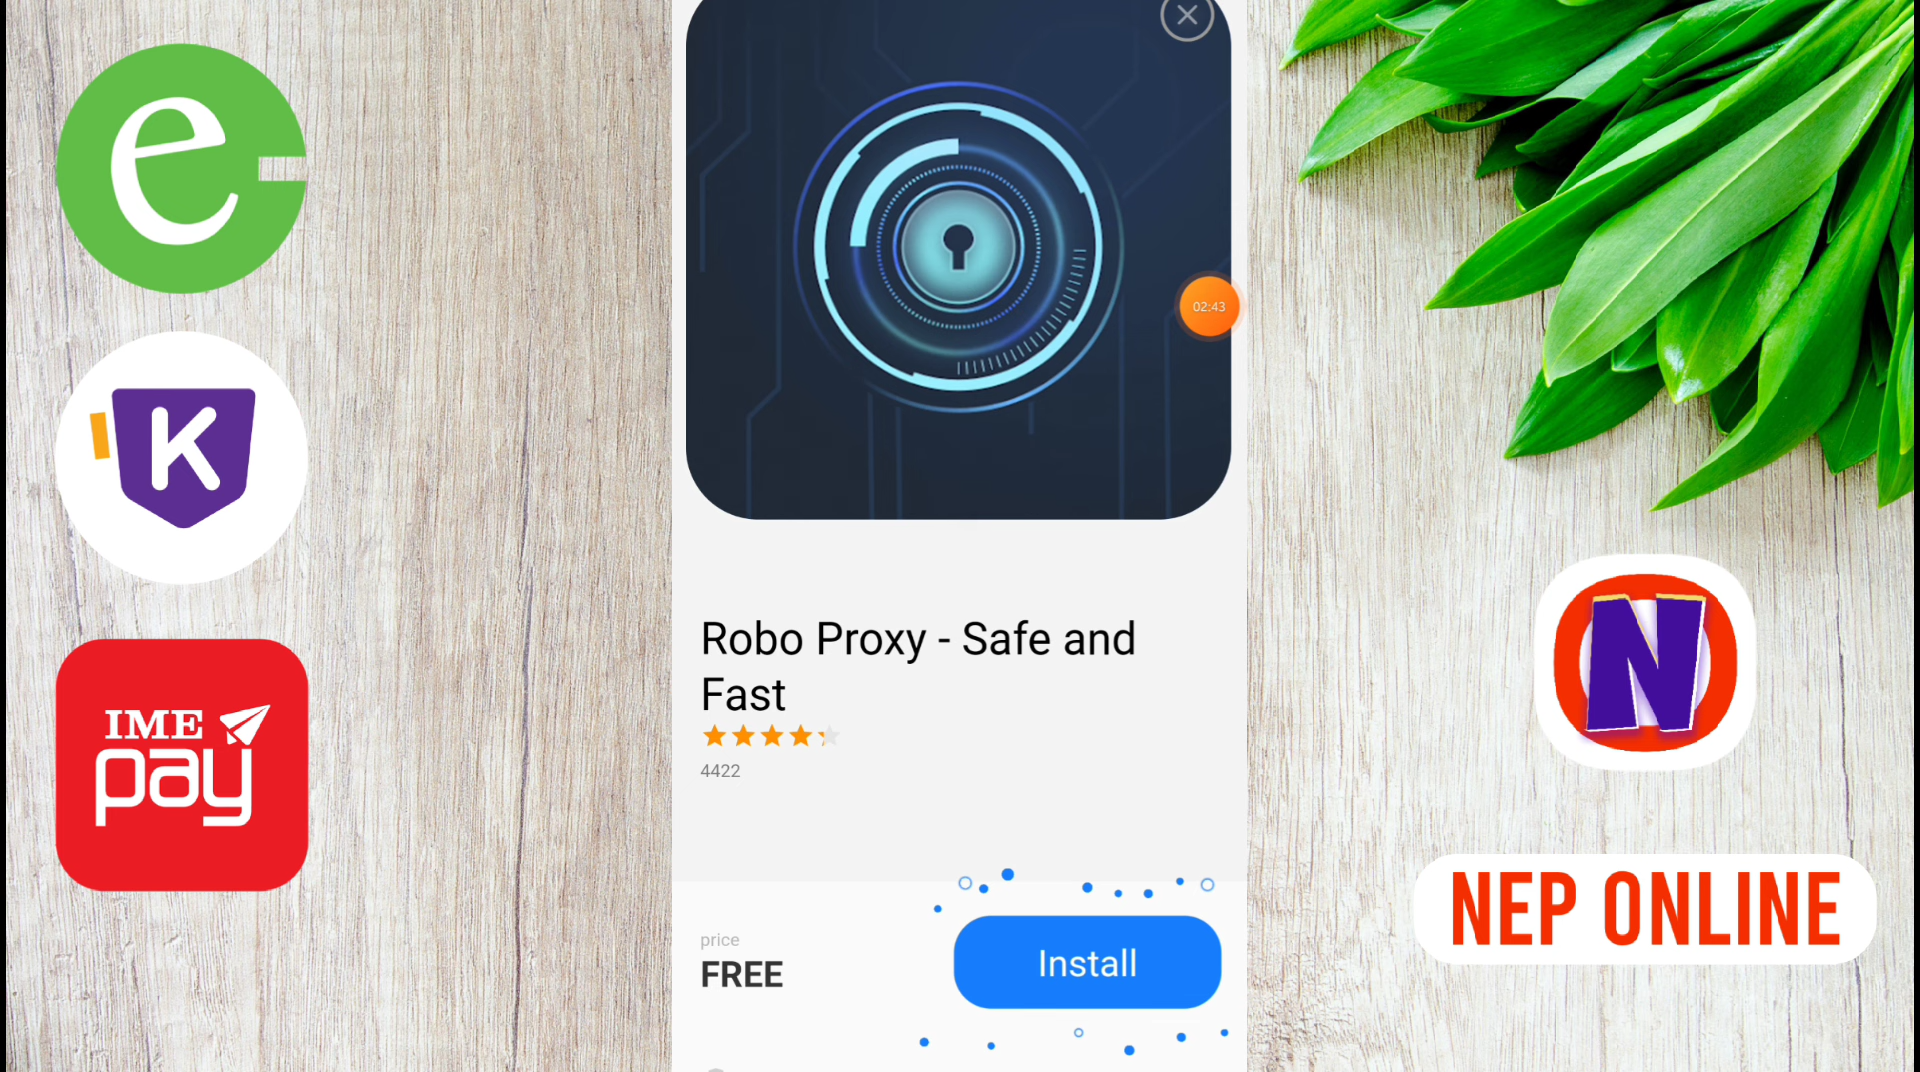 e
K
IME
pay
02:43
Robo Proxy - Safe and
Fast
4422
price
FREE
Install
N
NEP ONLINE